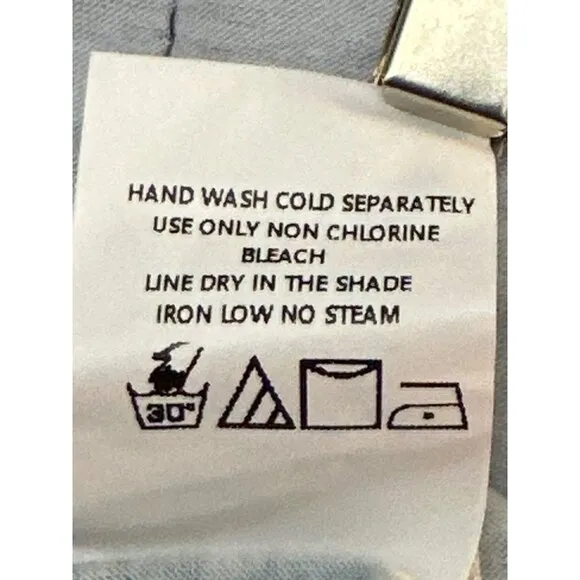 HAND WASH COLD SEPARATELY
USE ONLY NON CHLORINE
BLEACH
LINE DRY IN THE SHADE
IRON LOW NO STEAM
30°